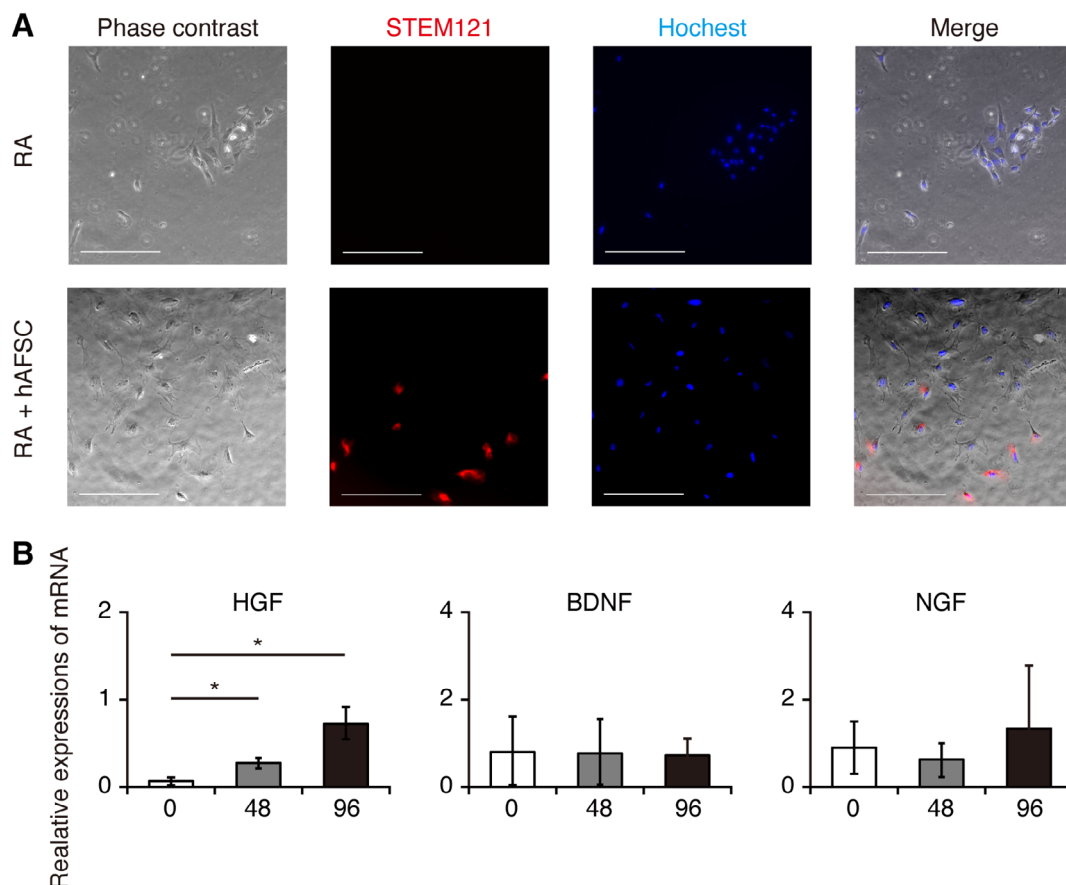 A
Phase contrast
STEM121
Hochest
Merge
RA
RA + hAFSC
B
Realative expressions of mRNA
HGF
2
1
0
*
*
0
48
96
BDNF
4
2
0
0
48
96
NGF
4
2
0
0
48
96